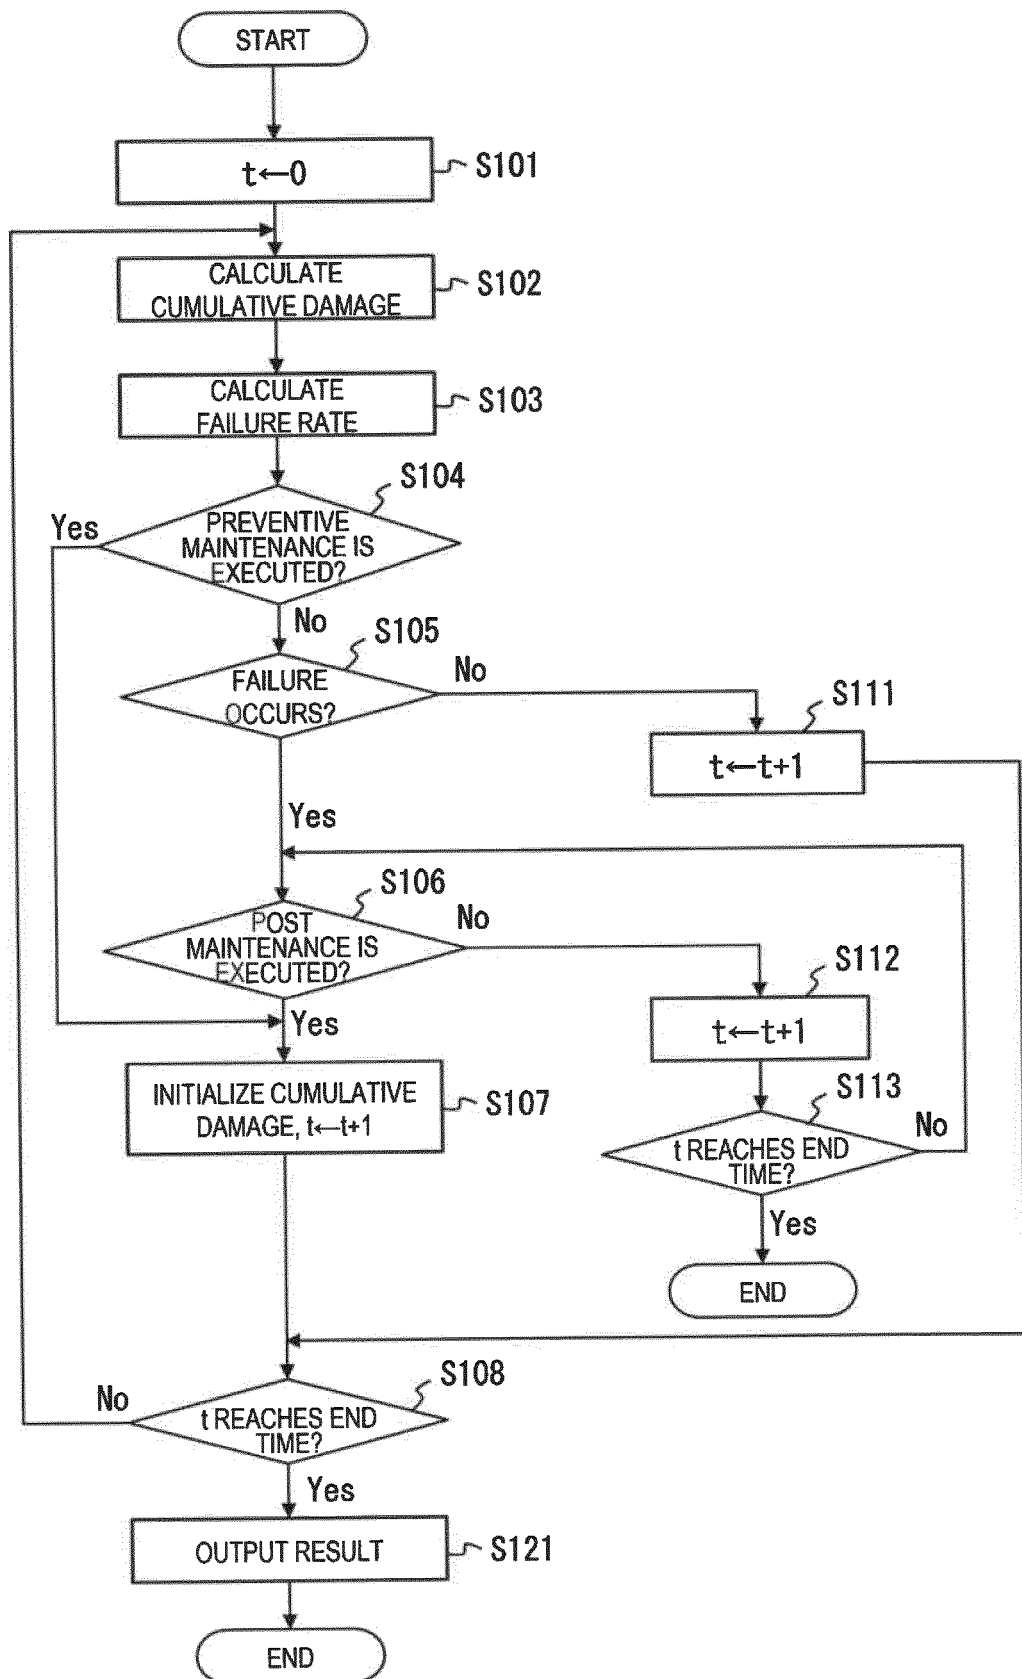 START
t←0
S101
CALCULATE
CUMULATIVE DAMAGE
S102
CALCULATE
FAILURE RATE
S103
S104
Yes
PREVENTIVE
MAINTENANCE IS
EXECUTED?
No
S105
FAILURE
OCCURS?
No
S111
t←t+1
Yes
S106
POST
MAINTENANCE IS
EXECUTED?
No
S112
t←t+1
Yes
INITIALIZE CUMULATIVE
DAMAGE, t←t+1
S107
S113
t REACHES END
TIME?
No
Yes
END
S108
No
t REACHES END
TIME?
Yes
OUTPUT RESULT
S121
END